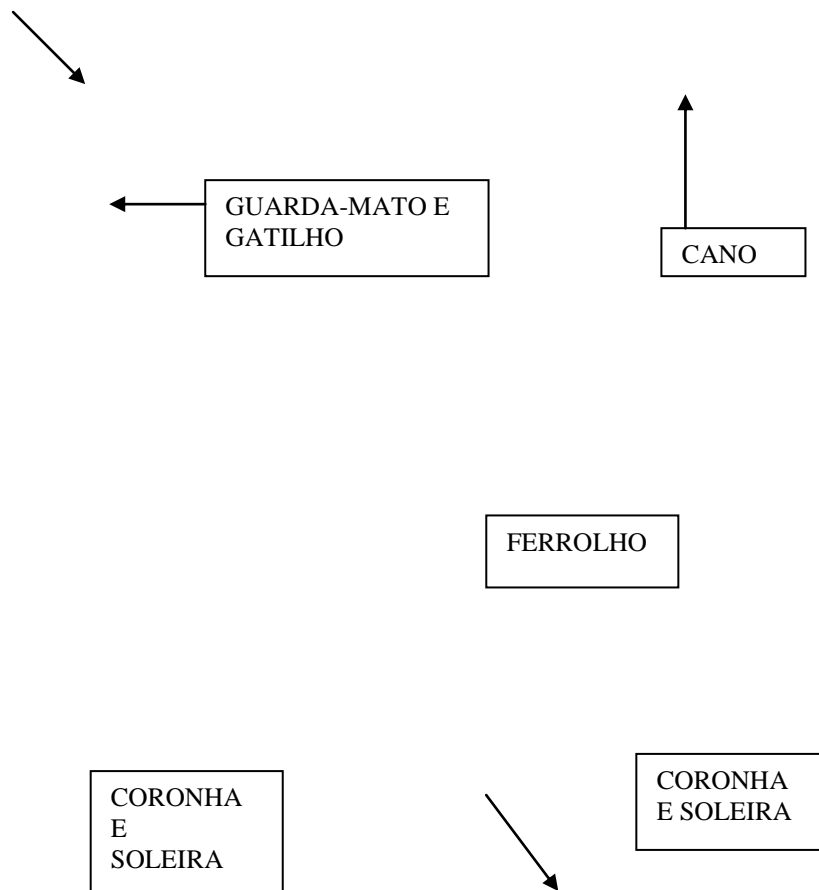 GUARDA-MATO E
GATILHO
CANO
FERROLHO
CORONHA
E SOLEIRA
CORONHA
E
SOLEIRA